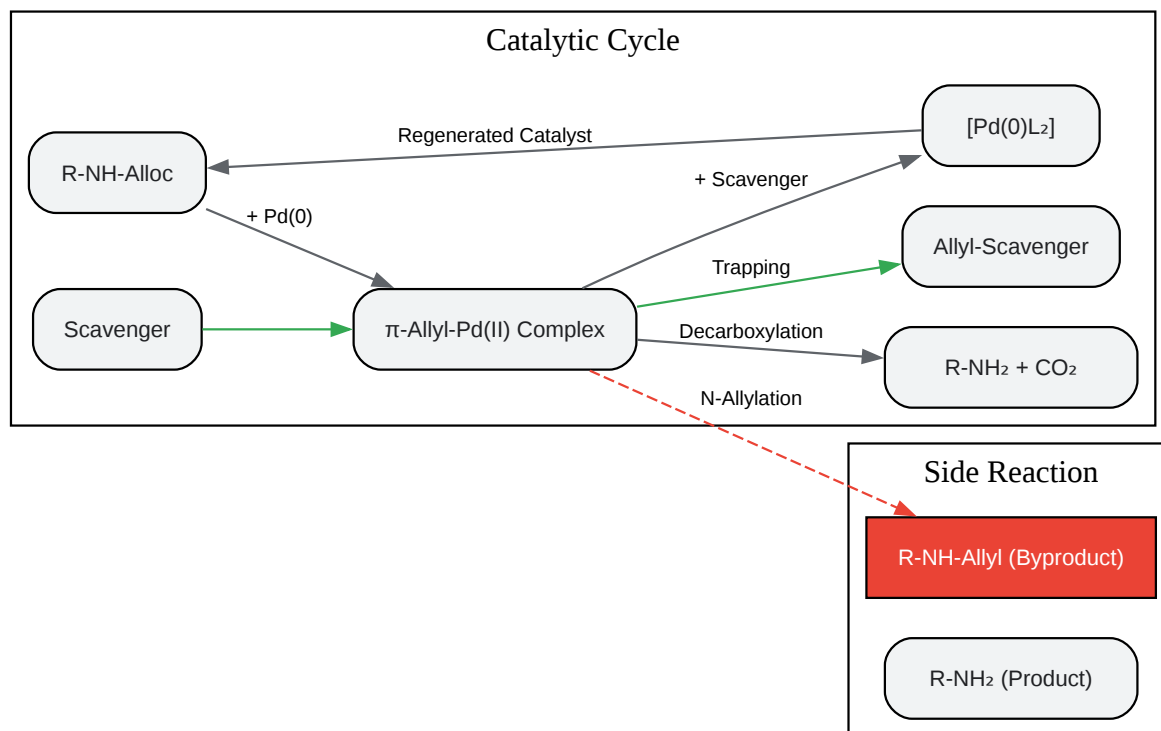 Catalytic Cycle
[Pd(0)L₂]
Regenerated Catalyst
R-NH-Alloc
+ Scavenger
+ Pd(0)
Allyl-Scavenger
Trapping
Scavenger
π-Allyl-Pd(II) Complex
Decarboxylation
R-NH₂ + CO₂
N-Allylation
Side Reaction
R-NH-Allyl (Byproduct)
R-NH₂ (Product)